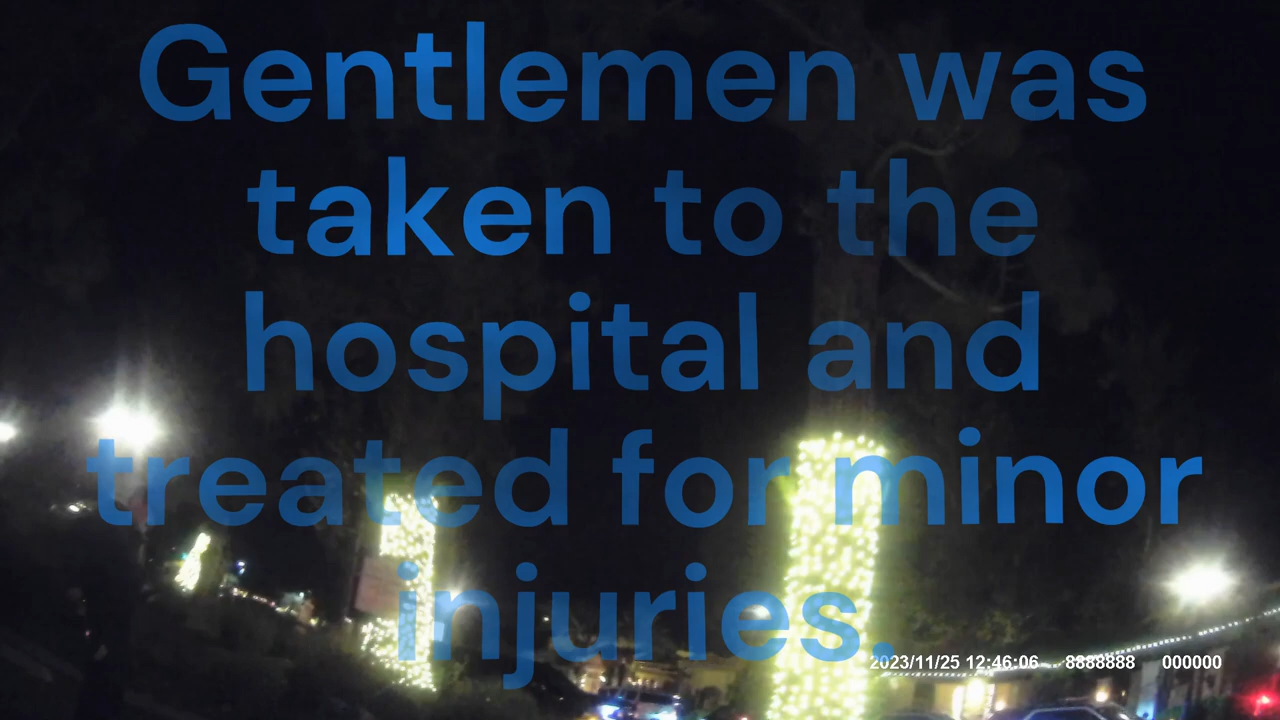 Gentlemen was
taken to the
hospital and
treated for minor
injuries.
2023/11/25 12:46:06 8888888 000000